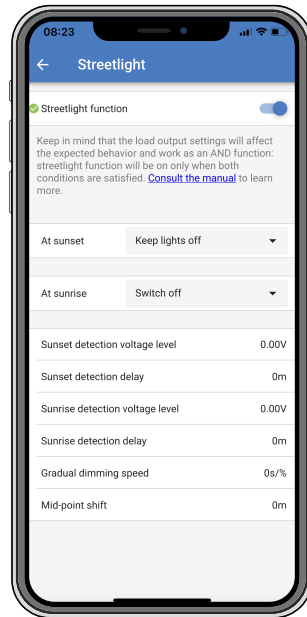 08:23
Streetlight
Streetlight function
Keep in mind that the load output settings will affect
the expected behavior and work as an AND function:
streetlight function will be on only when both
conditions are satisfied. Consult the manual to learn
more.
At sunset Keep lights off
At sunrise Switch off
Sunset detection voltage level 0.00V
Sunset detection delay 0m
Sunrise detection voltage level 0.00V
Sunrise detection delay 0m
Gradual dimming speed 0s/%
Mid-point shift 0m